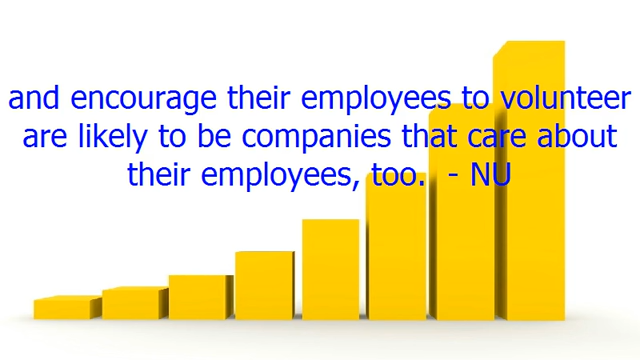 and encourage their employees to volunteer
are likely to be companies that care about
their employees, too.  - NU